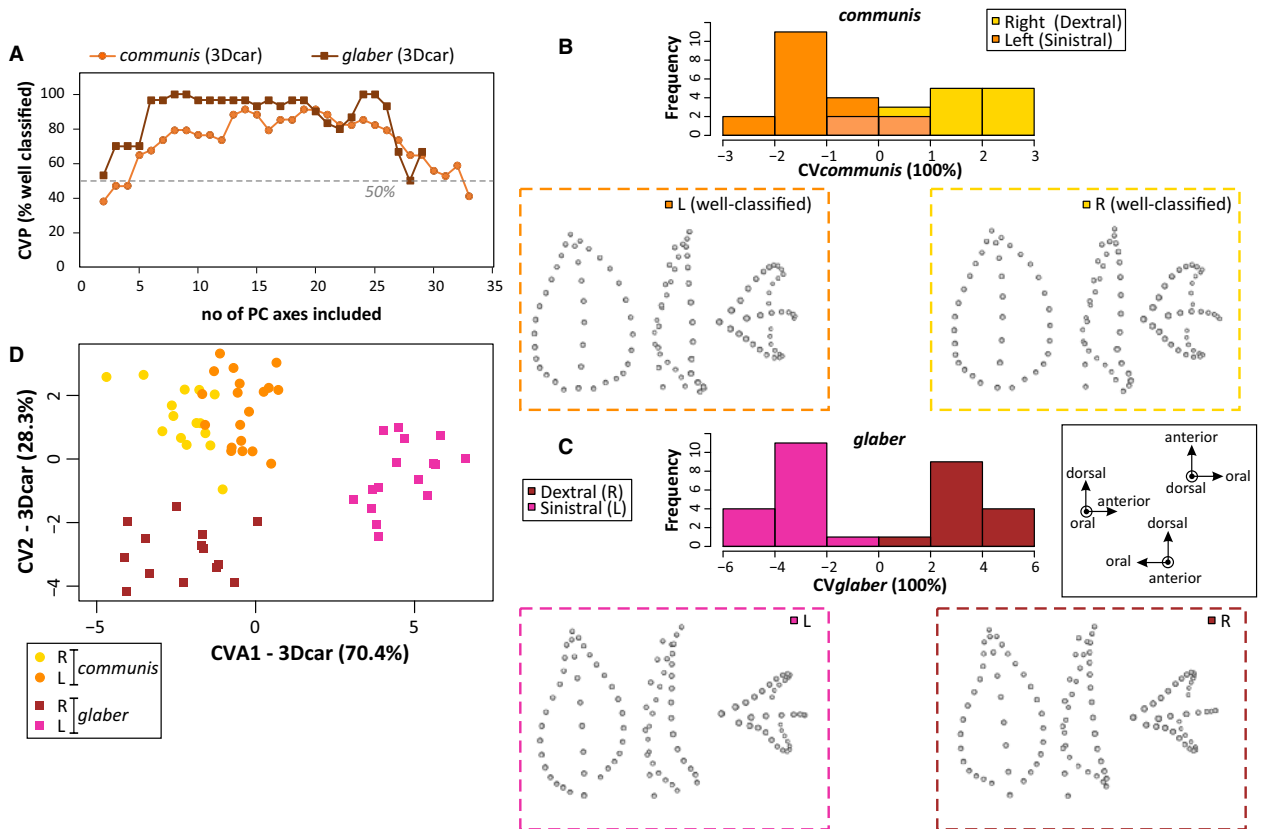 A
communis (3Dcar)
glaber (3Dcar)
CVP (% well classified)
100
80
60
40
20
0
50%
0 5 10 15 20 25 30 35
no of PC axes included
B
communis
Right (Dextral)
Left (Sinistral)
Frequency
0 2 4 6 8 10
−3 −2 −1 0 1 2 3
CVcommunis (100%)
L (well-classified)
R (well-classified)
C
glaber
Dextral (R)
Sinistral (L)
Frequency
0 2 4 6 8 10
−6 −4 −2 0 2 4 6
CVglaber (100%)
anterior
dorsal
oral
dorsal
anterior
oral
dorsal
oral
anterior
L
R
D
CV2 - 3Dcar (28.3%)
2
0
−2
−4
−5 0 5
CVA1 - 3Dcar (70.4%)
R
L
communis
R
L
glaber